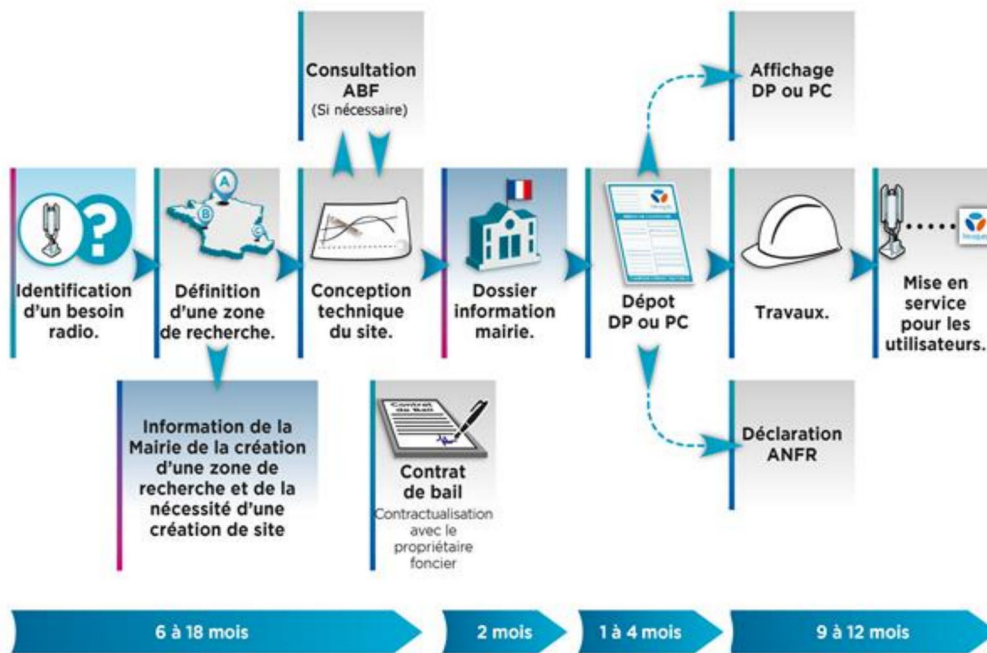 Consultation
ABF
(Si nécessaire)
Affichage
DP ou PC
A
B
C
?
Identification
d'un besoin
radio.
Définition
d'une zone
de recherche.
Conception
technique
du site.
Dossier
information
mairie.
Dépot
DP ou PC
Travaux.
Mise en
service
pour les
utilisateurs.
Information de la
Mairie de la création
d'une zone de
recherche et de la
nécessité d'une
création de site
Contrat
de Bail
Contrat
de bail
Contractualisation
avec le
propriétaire
foncier
Déclaration
ANFR
6 à 18 mois
2 mois
1 à 4 mois
9 à 12 mois